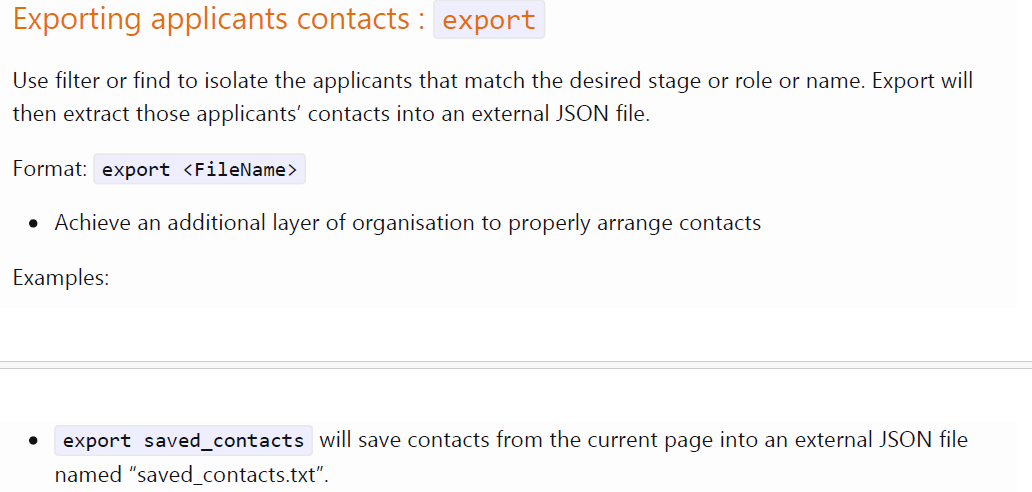 Exporting applicants contacts : export
Use filter or find to isolate the applicants that match the desired stage or role or name. Export will
then extract those applicants’ contacts into an external JSON file.
Format: export <FileName>
• Achieve an additional layer of organisation to properly arrange contacts
Examples:
• export saved_contacts will save contacts from the current page into an external JSON file
named “saved_contacts.txt”.